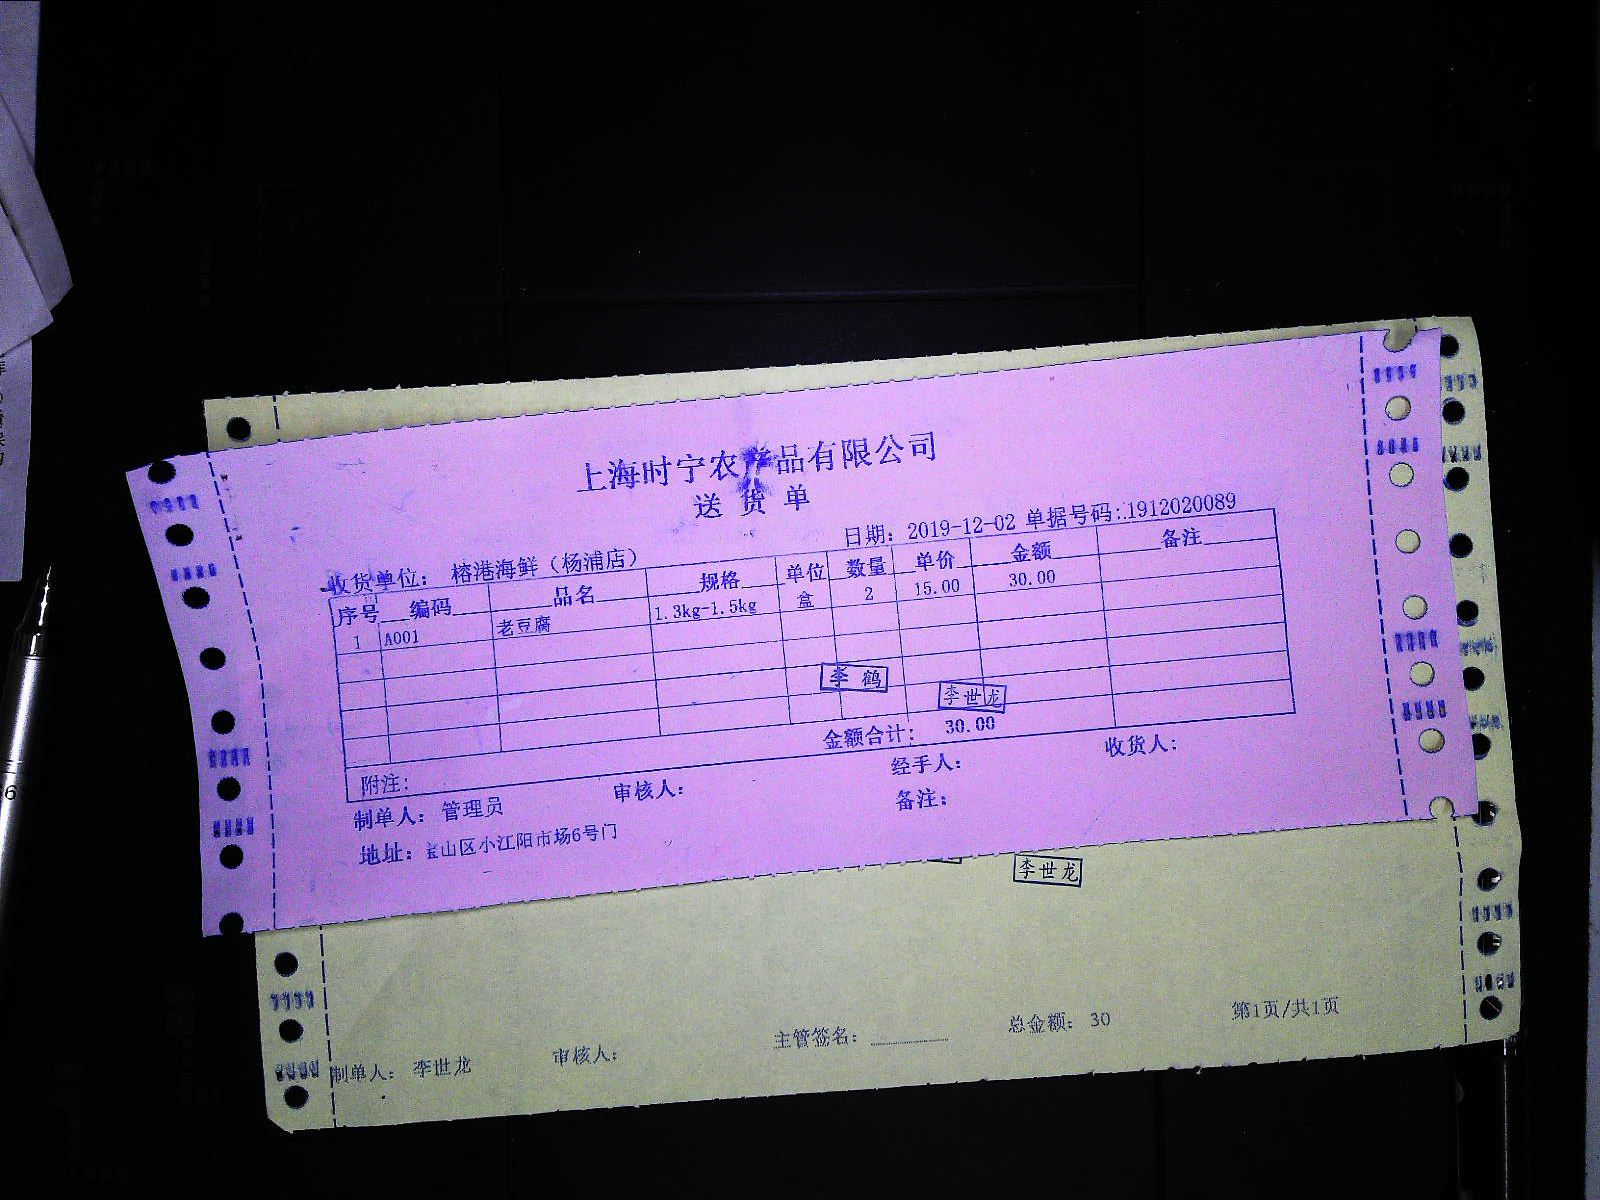 上海时宁农产品有限公司
送 货 单
日期: 2019-12-02 单据号码:.1912020089
收货单位: 榕港海鲜（杨浦店）
序号 编码 品名 规格 单位 数量 单价 金额 备注
1 A001 老豆腐 1.3kg-1.5kg 盒 2 15.00 30.00
李 鹤
李世龙
金额合计: 30.00
附注:
制单人: 管理员 审核人: 经手人: 收货人:
地址: 宝山区小江阳市场6号门 备注:
李世龙
制单人: 李世龙 审核人: 主管签名: 总金额: 30 第1页/共1页